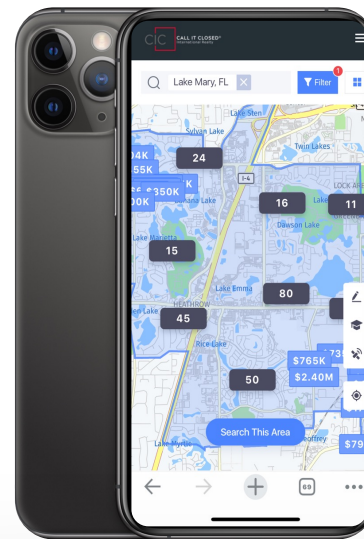 CIC CALL IT CLOSED®
International Realty
Lake Mary, FL
Filter
1
Lake Sten
Sylvan Lake
Twin Lakes
24
I-4
$350K
16
11
Dawson Lake
Lake Marietta
15
Lake Emma
80
HEATHROW
45
Rice Lake
$765K
$2.40M
50
Search This Area
Lake Myrtle
69